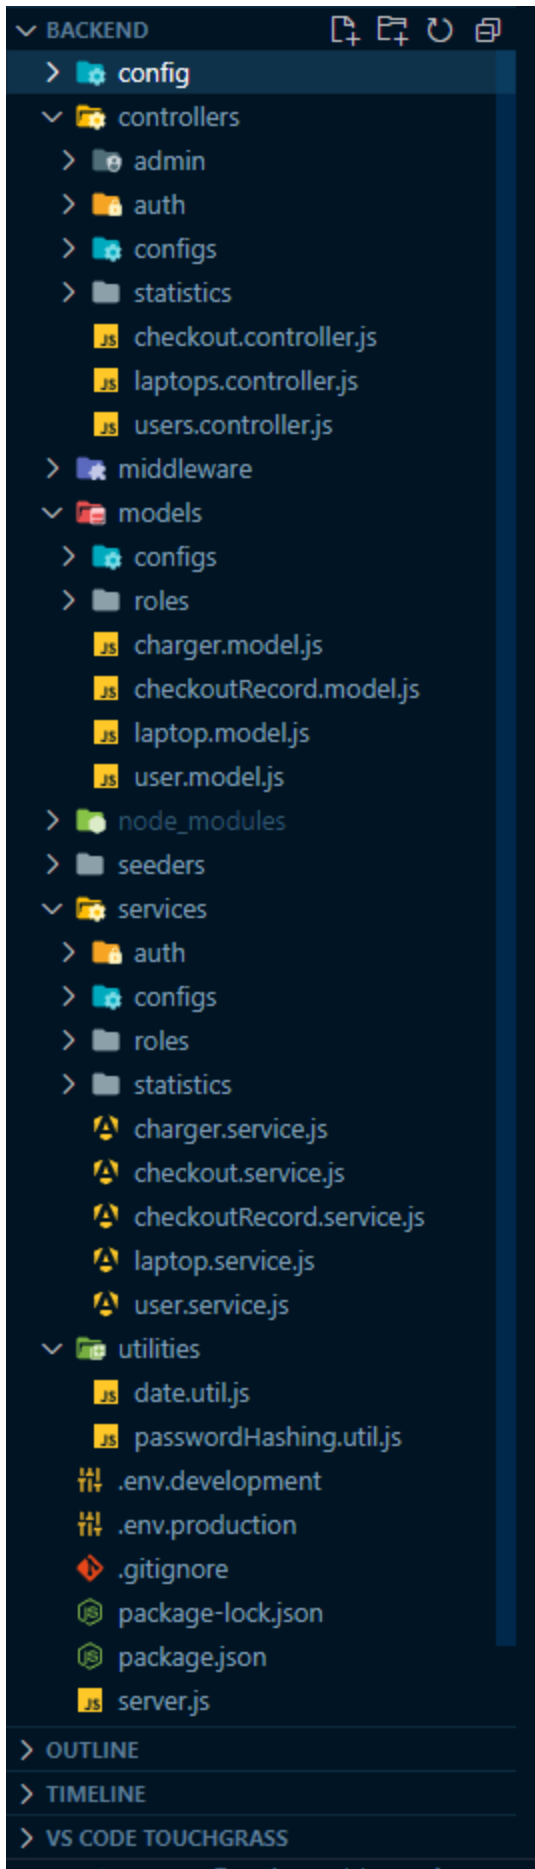 BACKEND
config
controllers
admin
auth
configs
statistics
checkout.controller.js
laptops.controller.js
users.controller.js
middleware
models
configs
roles
charger.model.js
checkoutRecord.model.js
laptop.model.js
user.model.js
node_modules
seeders
services
auth
configs
roles
statistics
charger.service.js
checkout.service.js
checkoutRecord.service.js
laptop.service.js
user.service.js
utilities
date.util.js
passwordHashing.util.js
.env.development
.env.production
.gitignore
package-lock.json
package.json
server.js
OUTLINE
TIMELINE
VS CODE TOUCHGRASS